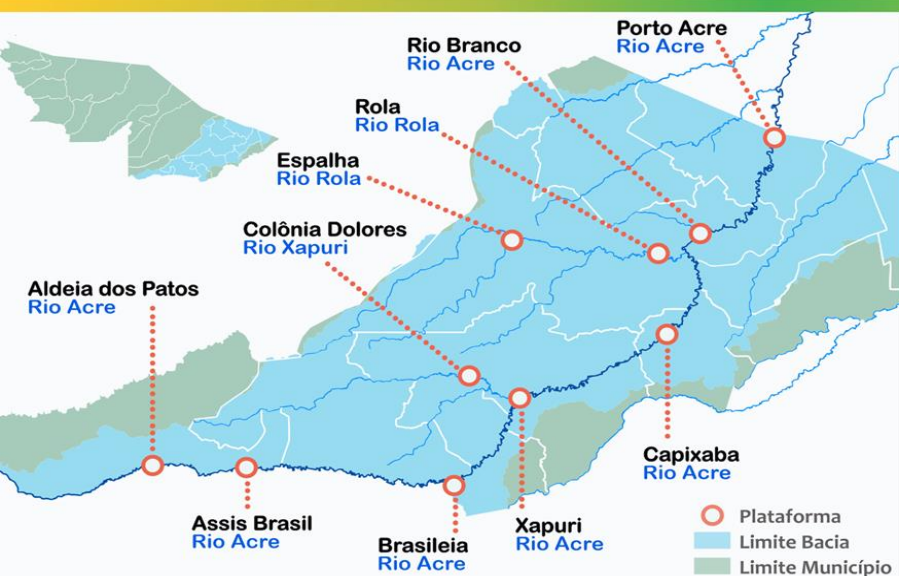 Porto Acre
Rio Acre
Rio Branco
Rio Acre
Rola
Rio Rola
Espalha
Rio Rola
Colônia Dolores
Rio Xapuri
Aldeia dos Patos
Rio Acre
Capixaba
Rio Acre
Assis Brasil
Rio Acre
Brasileia
Rio Acre
Xapuri
Rio Acre
Plataforma
Limite Bacia
Limite Município